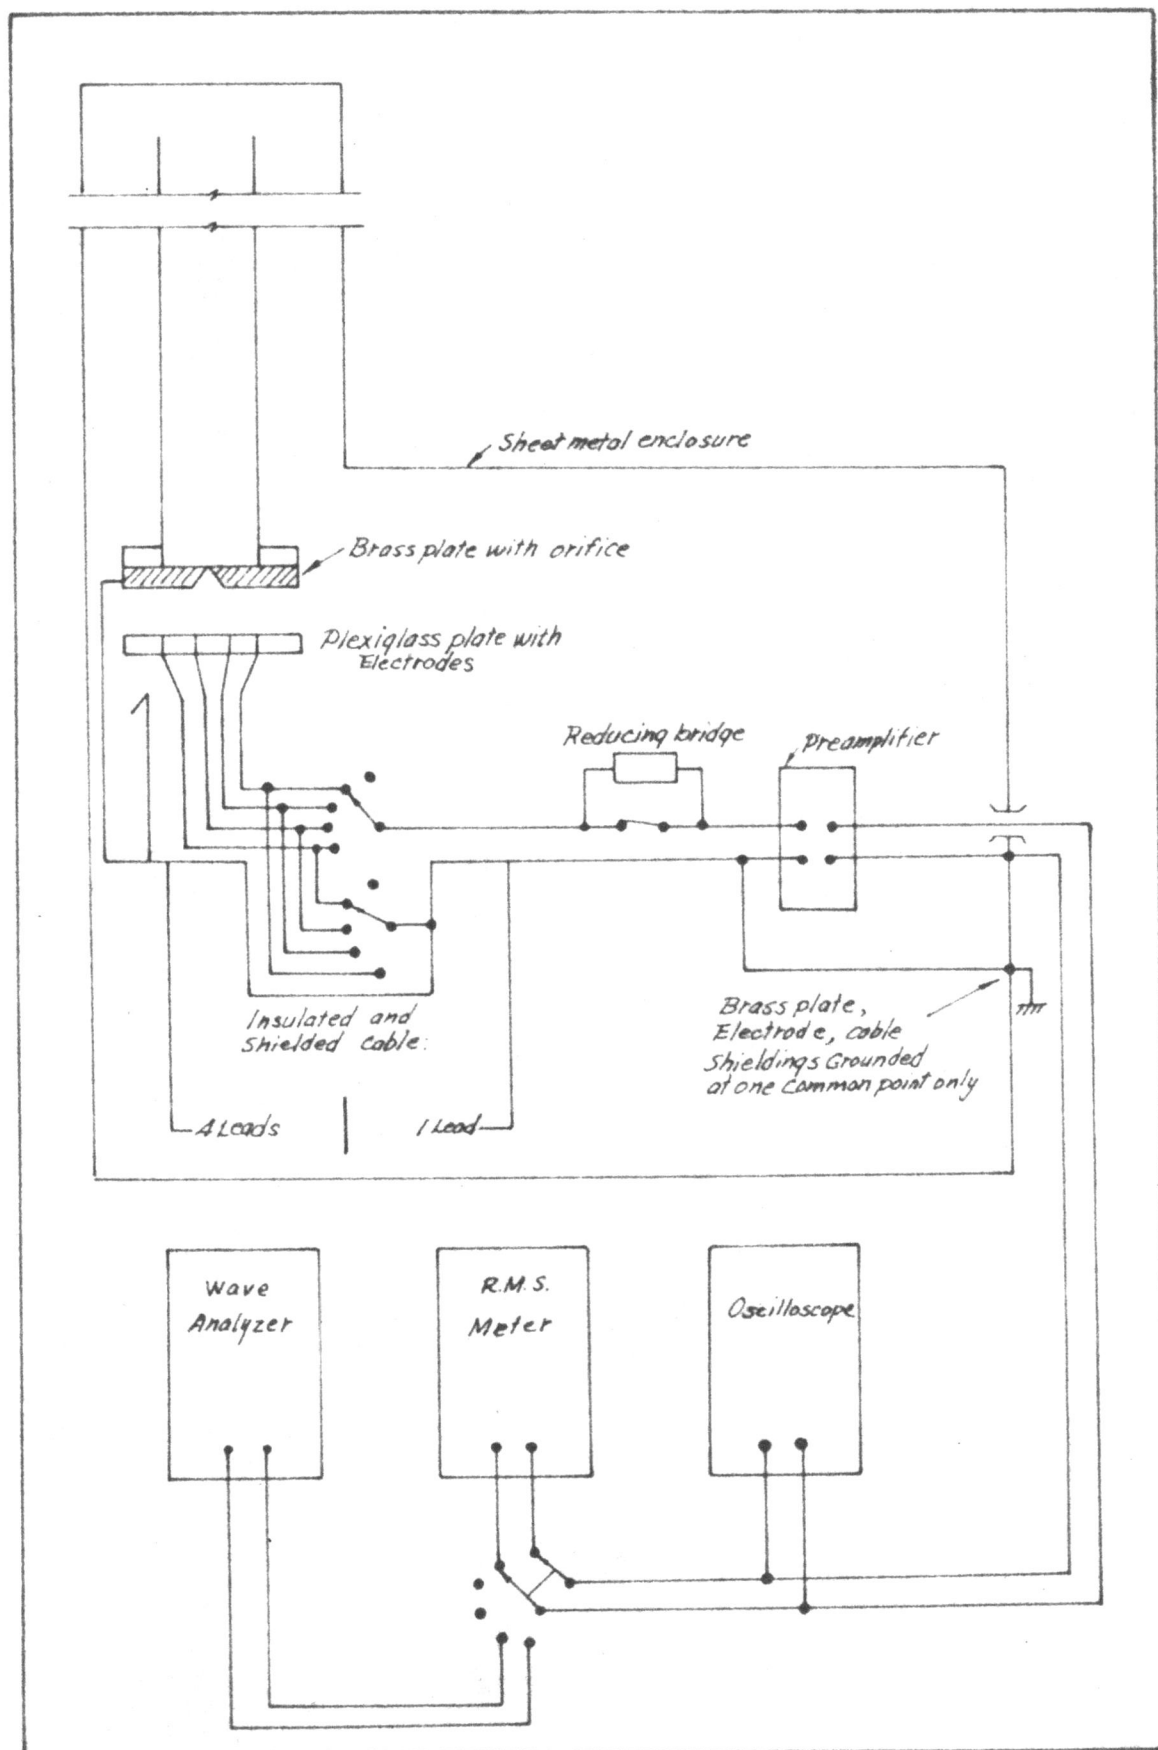 Sheet metal enclosure
Brass plate with orifice
Plexiglass plate with
Electrodes
Reducing bridge
Preamplifier
Insulated and
Shielded Cable:
4 Leads
1 Lead
Brass plate,
Electrode, cable
Shieldings Grounded
at one common point only
Wave
Analyzer
R.M.S.
Meter
Oscilloscope